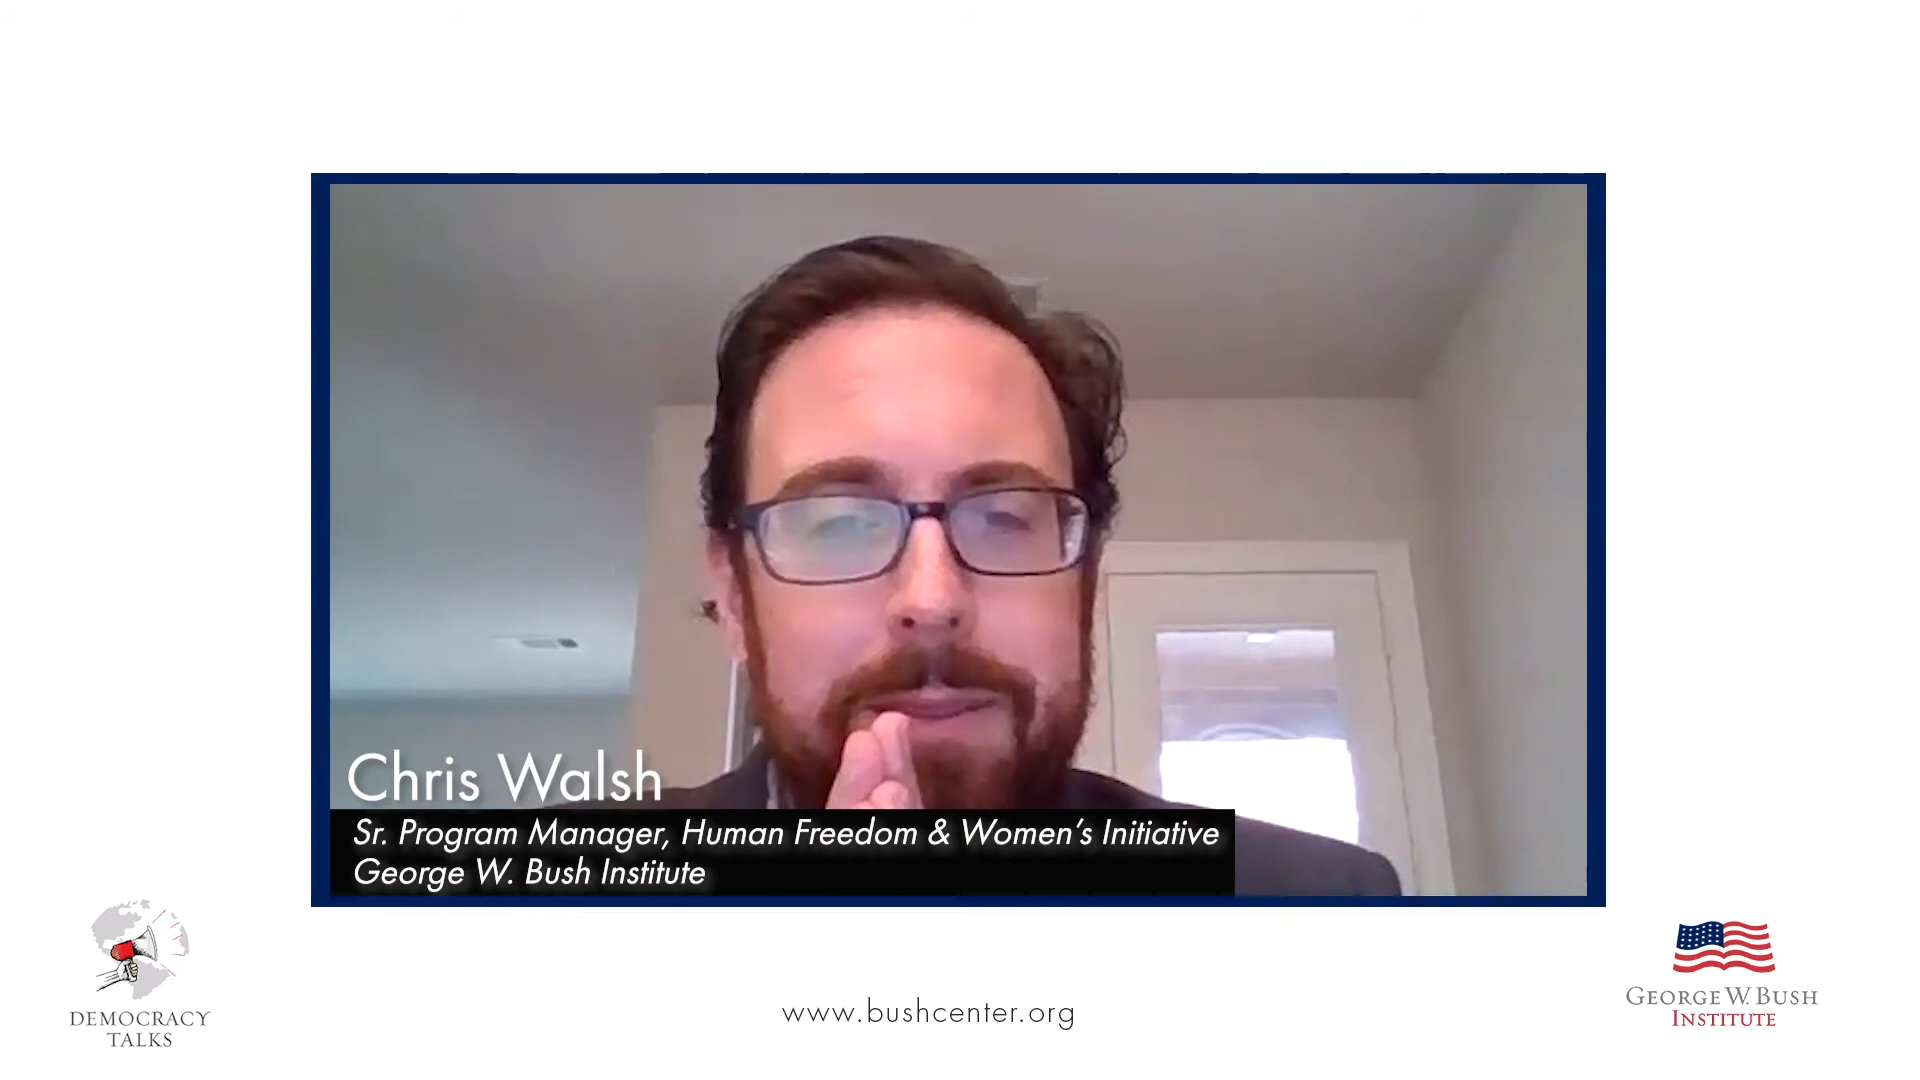 Chris Walsh
Sr. Program Manager, Human Freedom & Women's Initiative
George W. Bush Institute
DEMOCRACY
TALKS
www.bushcenter.org
GEORGE W. BUSH
INSTITUTE